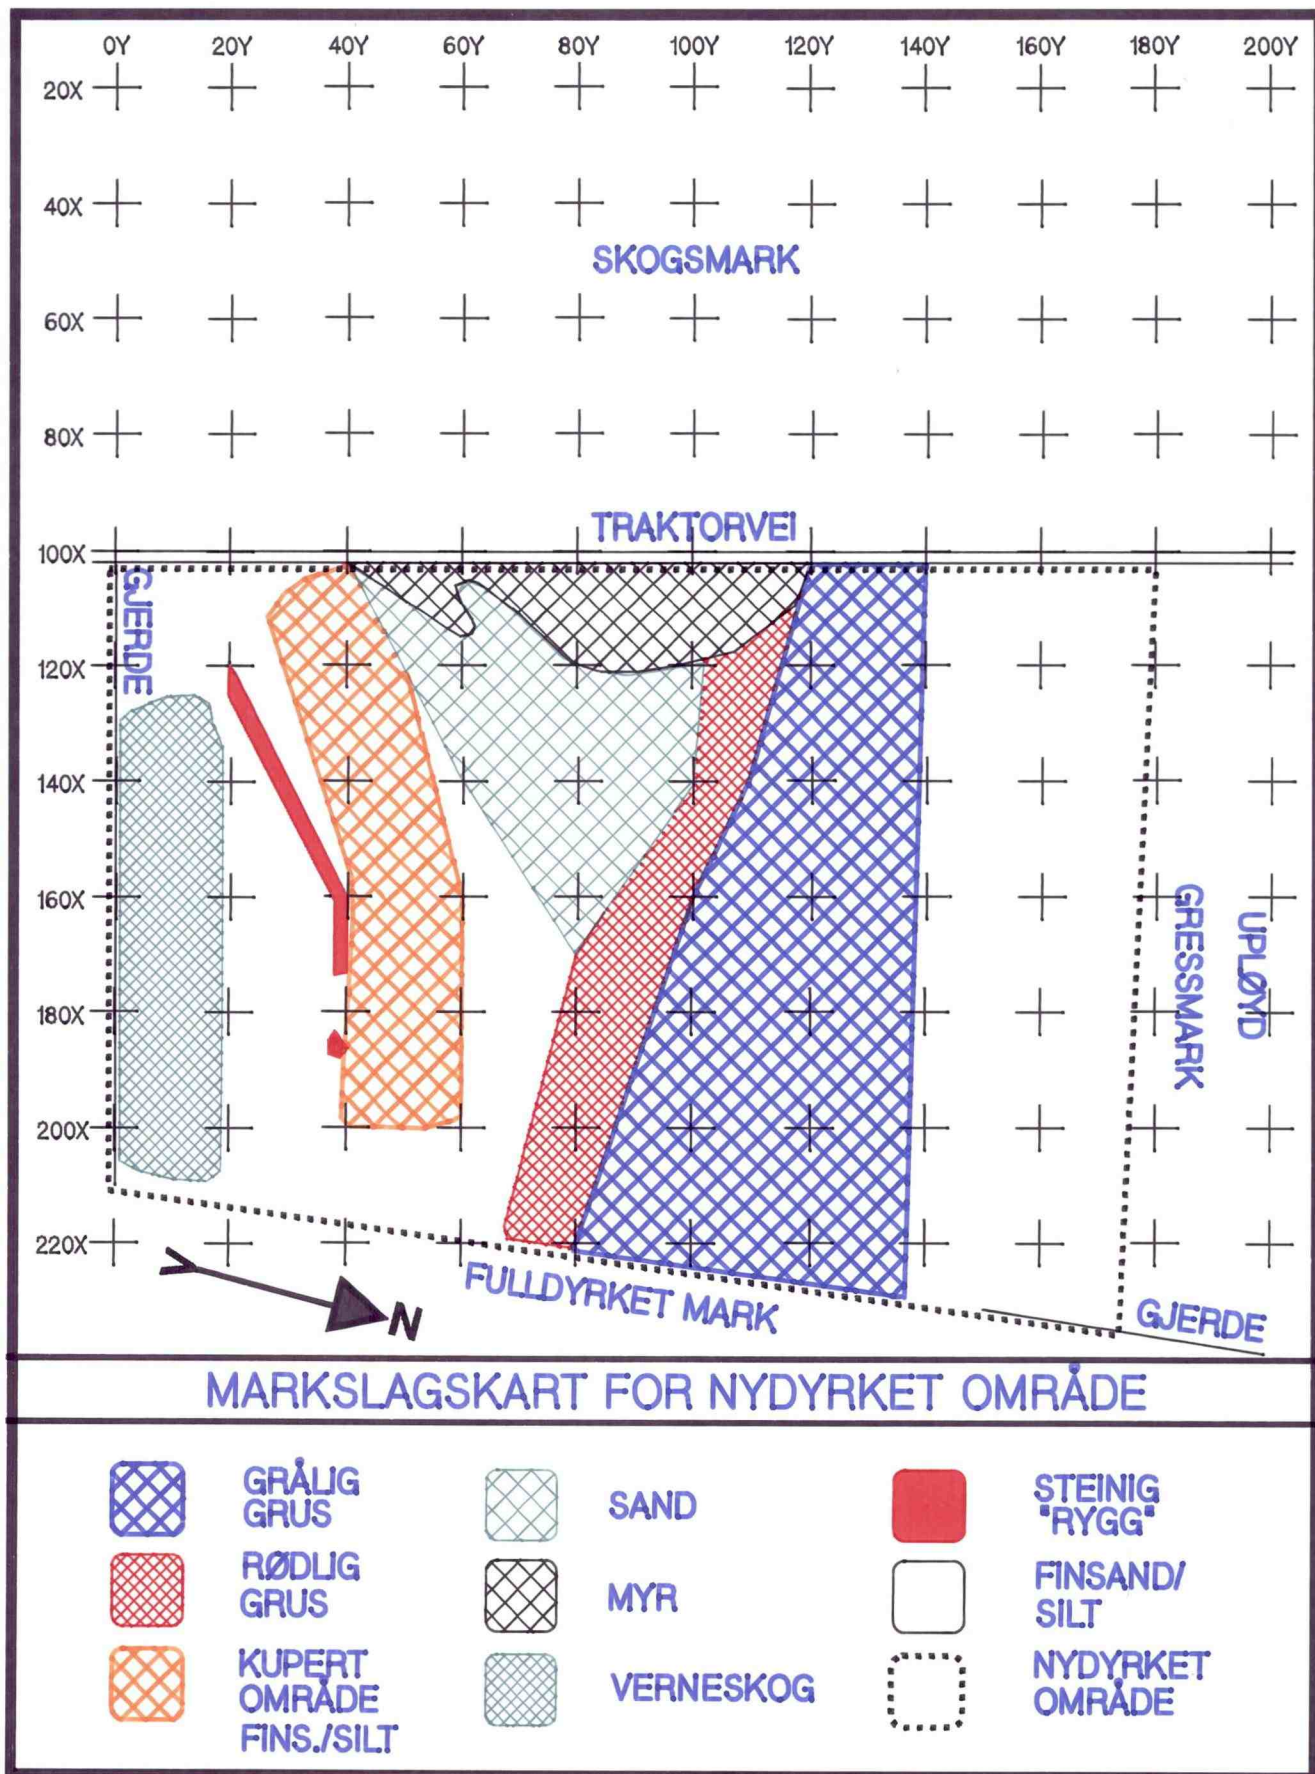 0Y 20Y 40Y 60Y 80Y 100Y 120Y 140Y 160Y 180Y 200Y
20X
40X
SKOGSMARK
60X
80X
TRAKTORVEI
100X
GJERDE
120X
140X
160X
GRESSMARK
UPLØYD
180X
200X
220X
FULLDYRKET MARK
N
GJERDE
MARKSLAGSKART FOR NYDYRKET OMRÅDE
GRÅLIG
GRUS
SAND
STEINIG
"RYGG"
RØDLIG
GRUS
MYR
FINSAND/
SILT
KUPERT
OMRÅDE
FINS./SILT
VERNESKOG
NYDYRKET
OMRÅDE